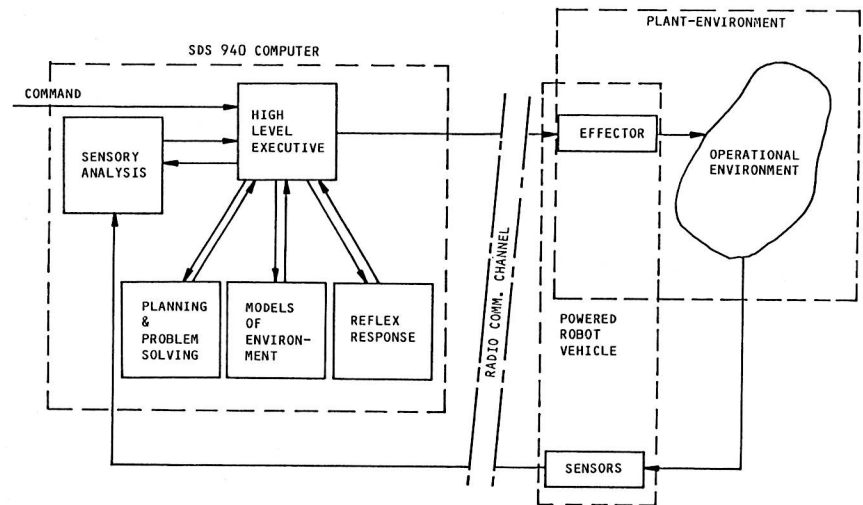 PLANT-ENVIRONMENT
SDS 940 COMPUTER
COMMAND
HIGH
LEVEL
EXECUTIVE
SENSORY
ANALYSIS
EFFECTOR
OPERATIONAL
ENVIRONMENT
PLANNING
&
PROBLEM
SOLVING
MODELS
OF
ENVIRON-
MENT
REFLEX
RESPONSE
RADIO COMM. CHANNEL
POWERED
ROBOT
VEHICLE
SENSORS